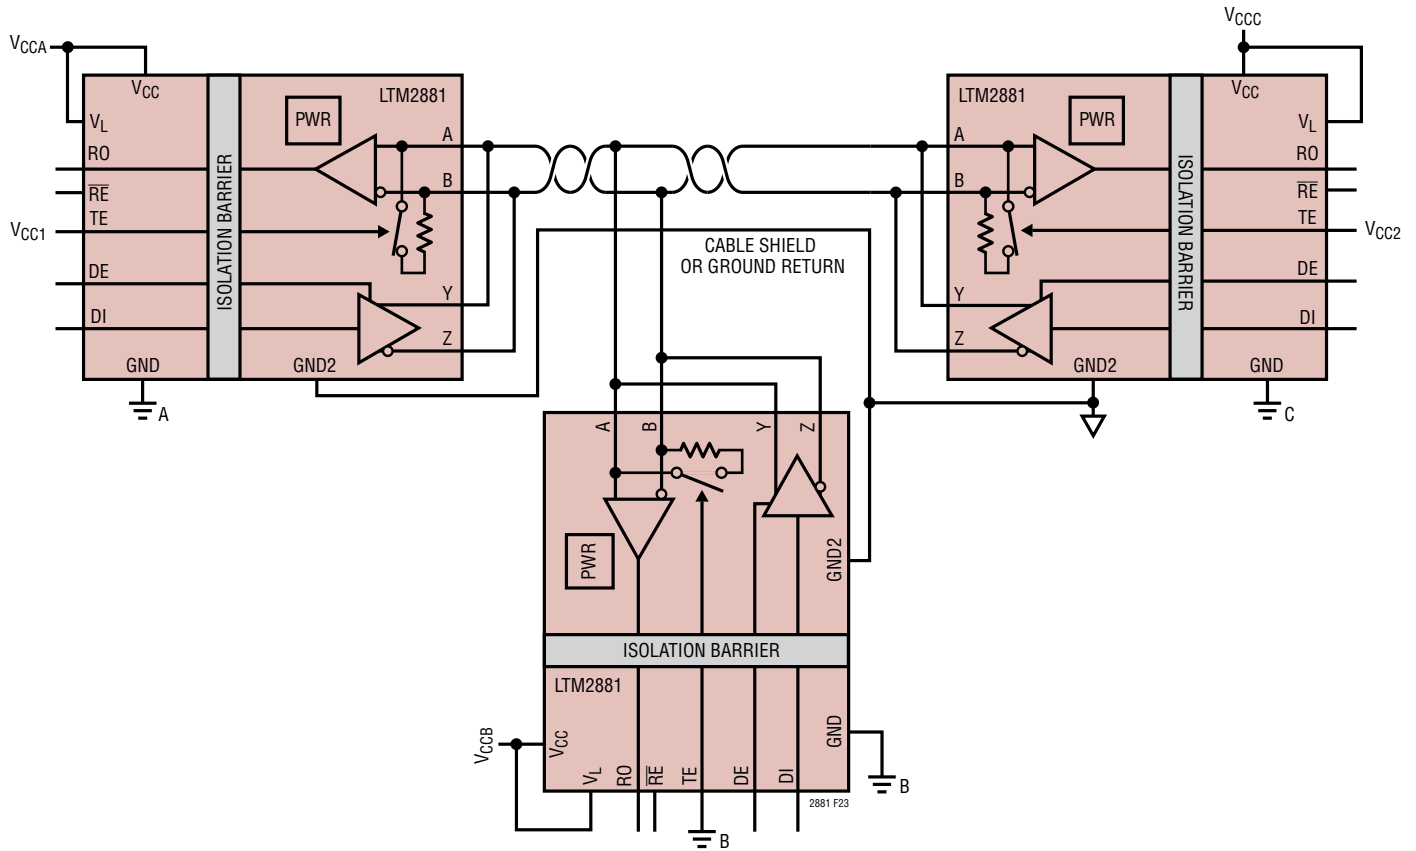 VCCA
VCC
LTM2881
PWR
VL
RO
RE
TE
VCC1
DE
DI
GND
A
ISOLATION BARRIER
A
B
Y
Z
GND2
CABLE SHIELD
OR GROUND RETURN
VCCC
LTM2881
PWR
VCC
VL
A
B
Y
Z
GND2
ISOLATION BARRIER
RO
RE
TE
VCC2
DE
DI
GND
C
A
B
Y
Z
PWR
GND2
ISOLATION BARRIER
LTM2881
VCCB
VCC
VL
RO
RE
TE
DE
DI
GND
B
B
2881 F23